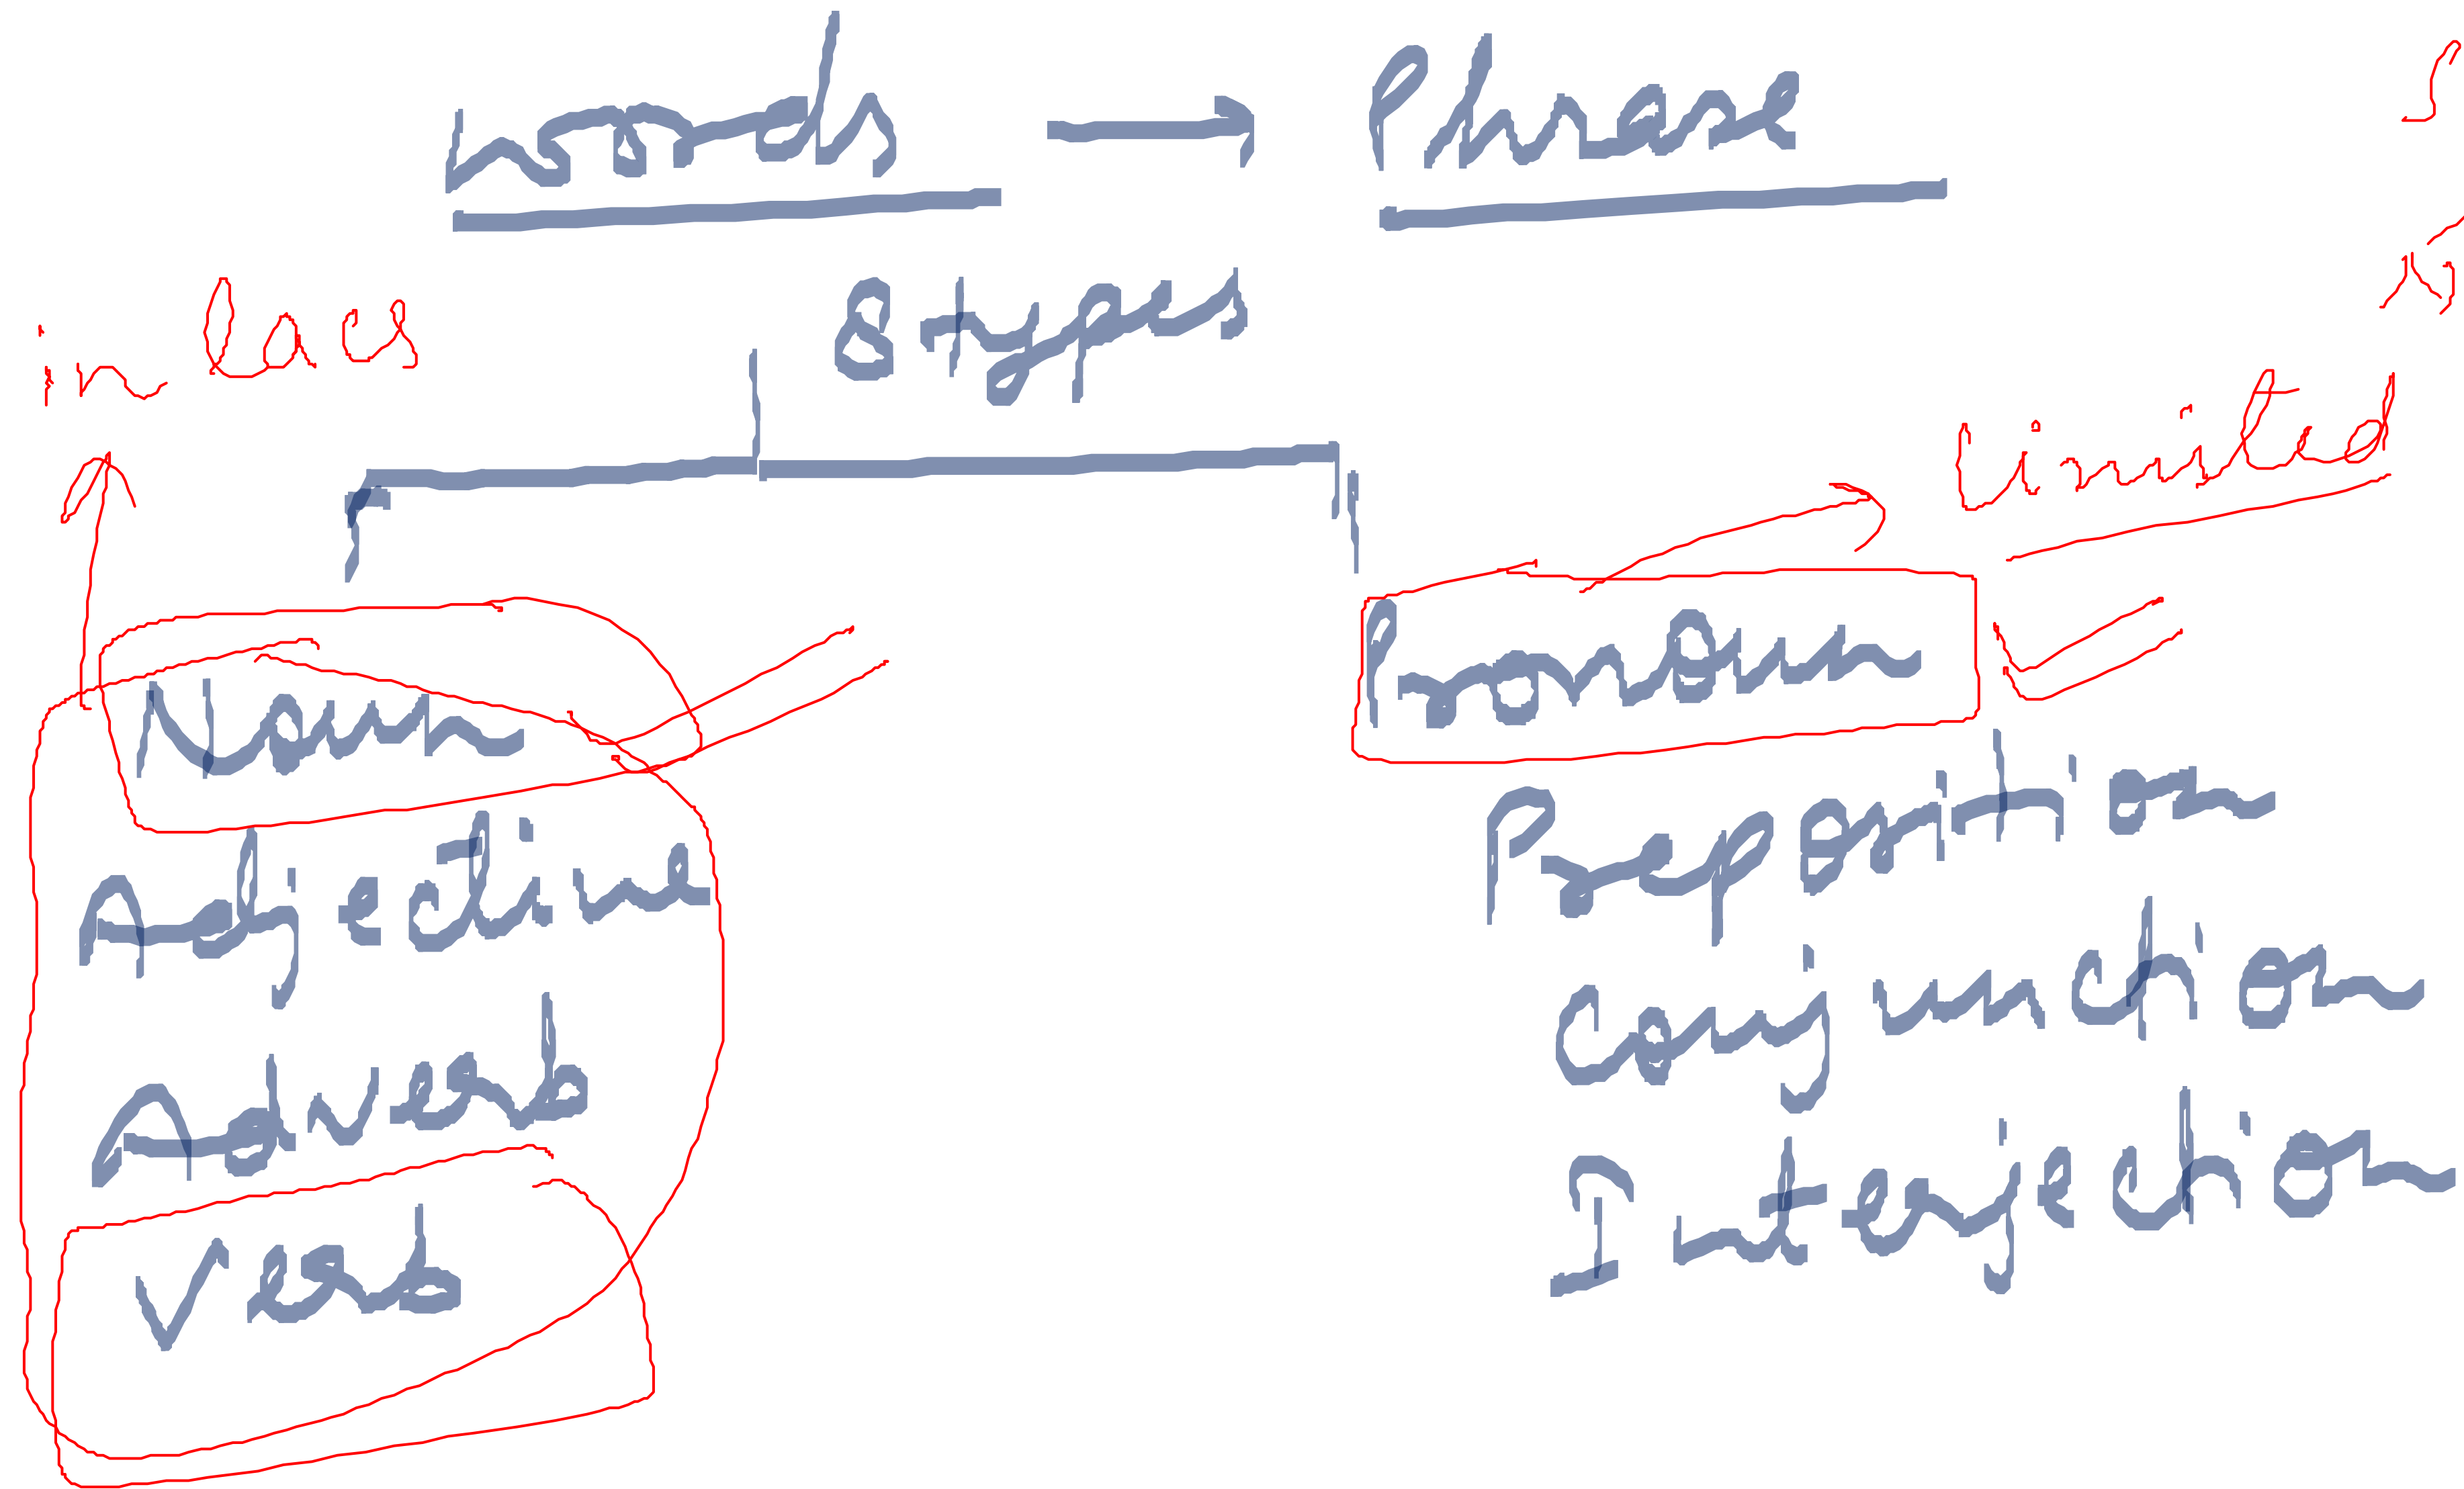 words → Phrase
8 types
in lacs
limited
Noun
Pronoun
Adjective
Preposition
Adverb
Conjunction
Verb
Interjection